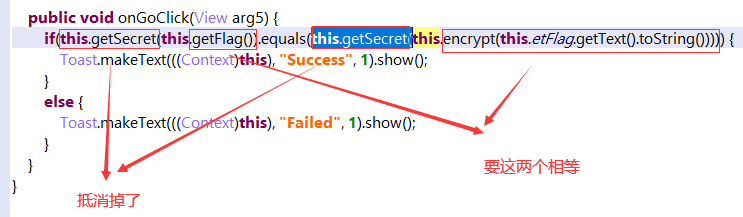 public void onGoClick(View arg5) {
if(this.getSecret(this.getFlag()).equals(this.getSecret(this.encrypt(this.etFlag.getText().toString())))) {
Toast.makeText(((Context)this), "Success", 1).show();
}
else {
Toast.makeText(((Context)this), "Failed", 1).show();
}
}
}
要这两个相等
抵消掉了